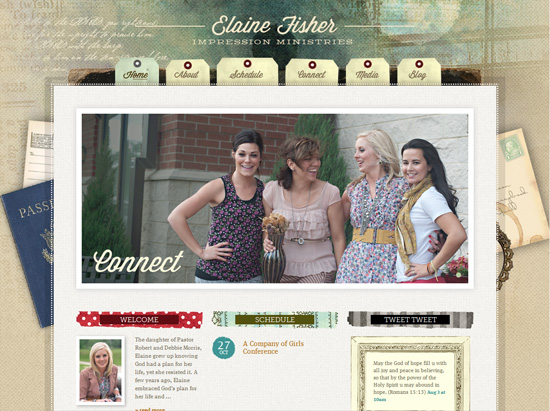 Elaine Fisher
IMPRESSION MINISTRIES
Home
About
Schedule
Connect
Media
Blog
PASS
Connect
WELCOME
The daughter of Pastor
Robert and Debbie Morris,
Elaine grew up knowing
God had a plan for her
life, yet she resisted it. A
few years ago, Elaine
embraced God's plan for
her life and ...
» read more
SCHEDULE
27
OCT
A Company of Girls
Conference
TWEET TWEET
May the God of hope fill u with
all joy and peace in believing,
so that by the power of the
Holy Spirit u may abound in
hope. (Romans 15:13) Aug 3 at
10am